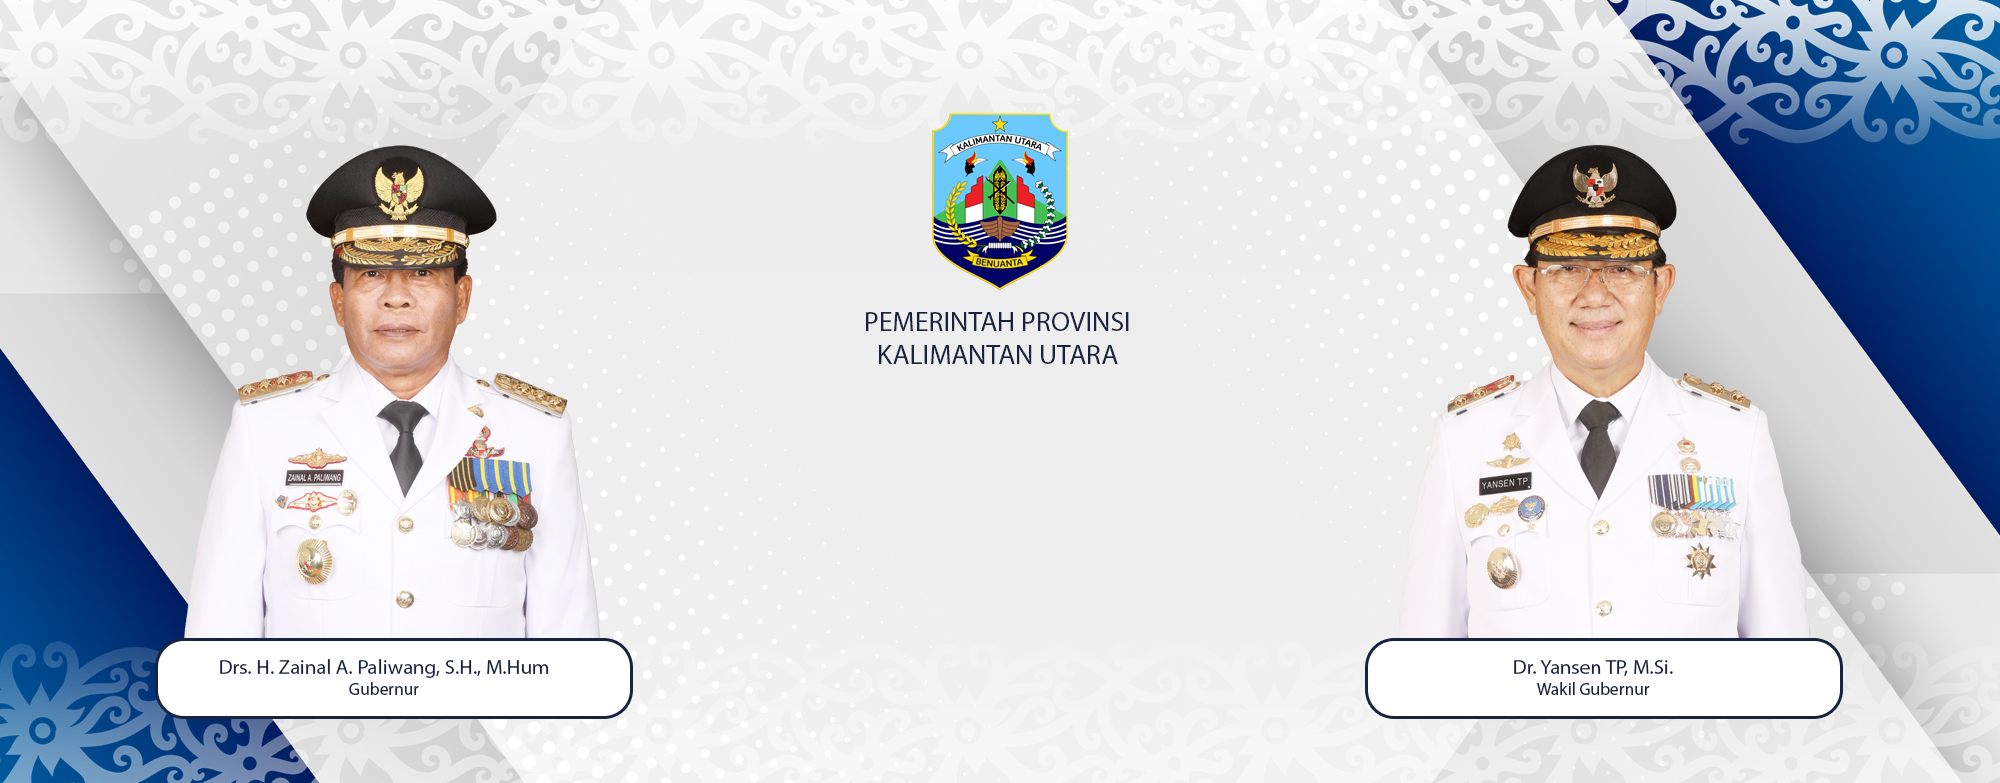 KALIMANTAN UTARA
BENUANTA
PEMERINTAH PROVINSI
KALIMANTAN UTARA
ZAINAL A. PALIWANG
YANSEN TP.
Drs. H. Zainal A. Paliwang, S.H., M.Hum
Gubernur
Dr. Yansen TP, M.Si.
Wakil Gubernur